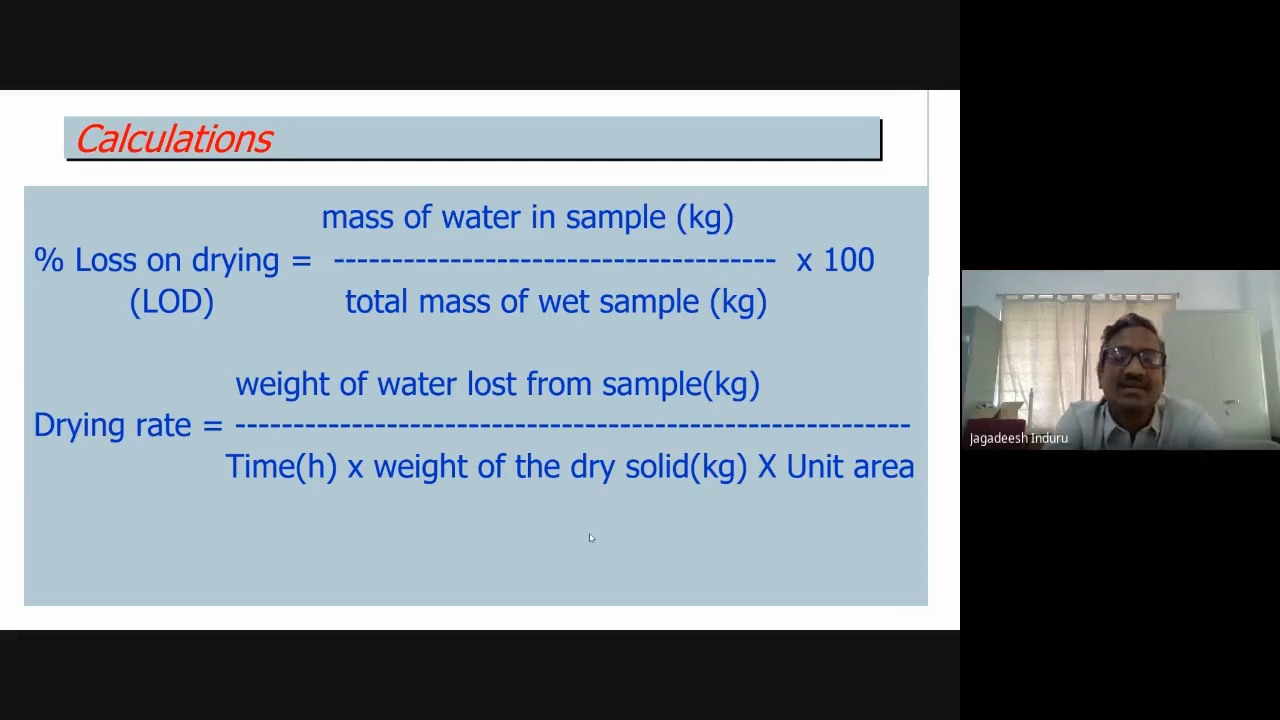 Calculations
mass of water in sample (kg)
% Loss on drying = -------------------------------------- x 100
(LOD) total mass of wet sample (kg)
weight of water lost from sample(kg)
Drying rate = ----------------------------------------------------------
Time(h) x weight of the dry solid(kg) X Unit area
Jagadeesh Induru